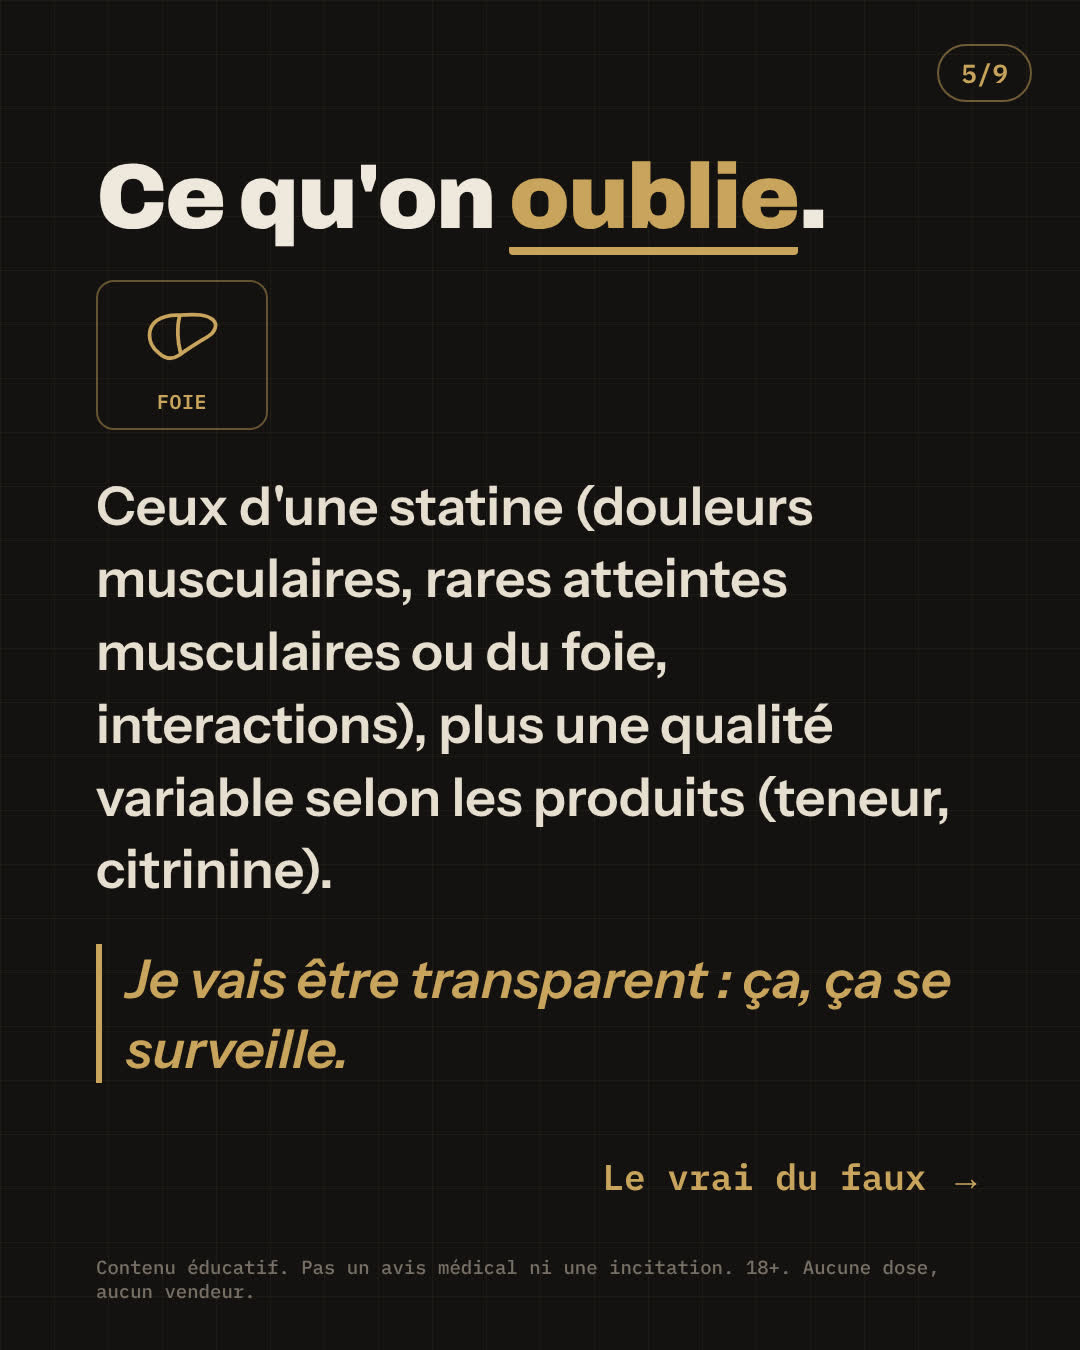 5/9
Ce qu'on oublie.
FOIE
Ceux d'une statine (douleurs
musculaires, rares atteintes
musculaires ou du foie,
interactions), plus une qualité
variable selon les produits (teneur,
citrinine).
Je vais être transparent : ça, ça se
surveille.
Le vrai du faux →
Contenu éducatif. Pas un avis médical ni une incitation. 18+. Aucune dose,
aucun vendeur.